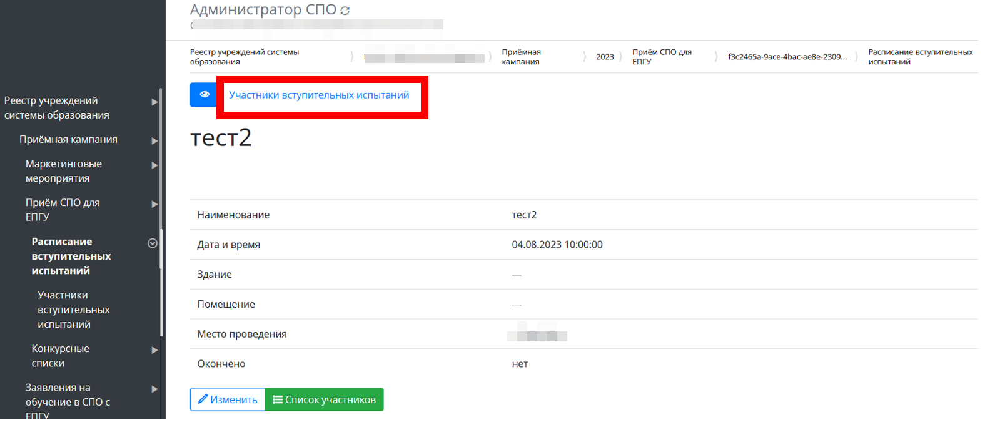 Администратор СПО
Реестр учреждений системы
образования
Приёмная
кампания
2023
Приём СПО для
ЕПГУ
f3c2465a-9ace-4bac-ae8e-2309...
Расписание вступительных
испытаний
Участники вступительных испытаний
тест2
Реестр учреждений
системы образования
Приёмная кампания
Маркетинговые
мероприятия
Приём СПО для
ЕПГУ
Расписание
вступительных
испытаний
Участники
вступительных
испытаний
Конкурсные
списки
Заявления на
обучение в СПО с
ЕПГУ
Наименование тест2
Дата и время 04.08.2023 10:00:00
Здание —
Помещение —
Место проведения
Окончено нет
Изменить Список участников